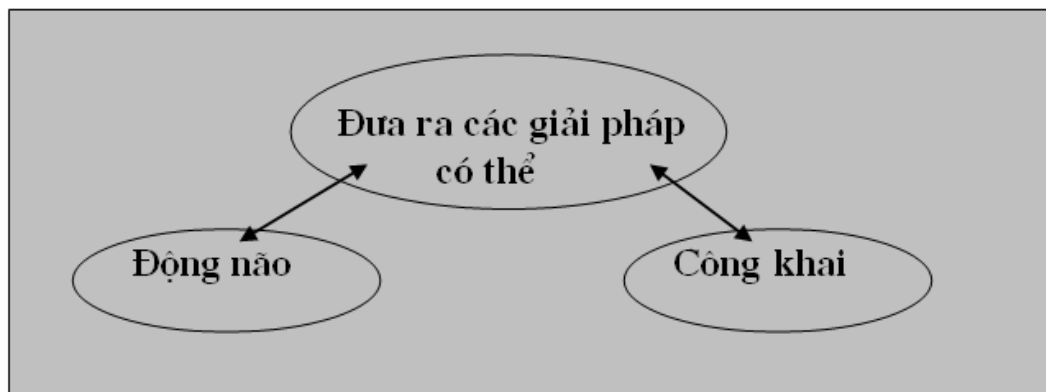 Đưa ra các giải pháp
có thể
Động não
Công khai